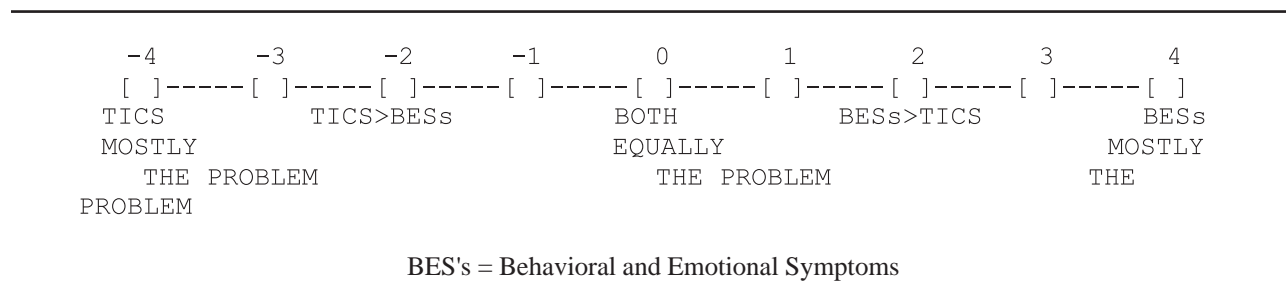 -4 -3 -2 -1 0 1 2 3 4
[ ]-----[ ]-----[ ]-----[ ]-----[ ]-----[ ]-----[ ]-----[ ]-----[ ]
TICS TICS>BESs BOTH BESs>TICS BESs
MOSTLY EQUALLY MOSTLY
THE PROBLEM THE PROBLEM THE
PROBLEM
BES's = Behavioral and Emotional Symptoms